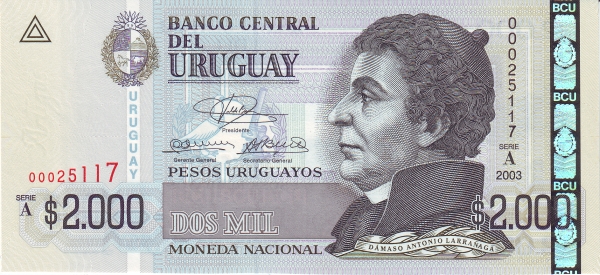 BANCO CENTRAL
DEL
URUGUAY
URUGUAY
Presidente
Gerente General
Secretario General
00025117
SERIE
A
$2.000
PESOS URUGUAYOS
DOS MIL
MONEDA NACIONAL
00025117
SERIE
A
2003
$2.000
DAMASO ANTONIO LARRAÑAGA
BCU
BCU
BCU
BCU